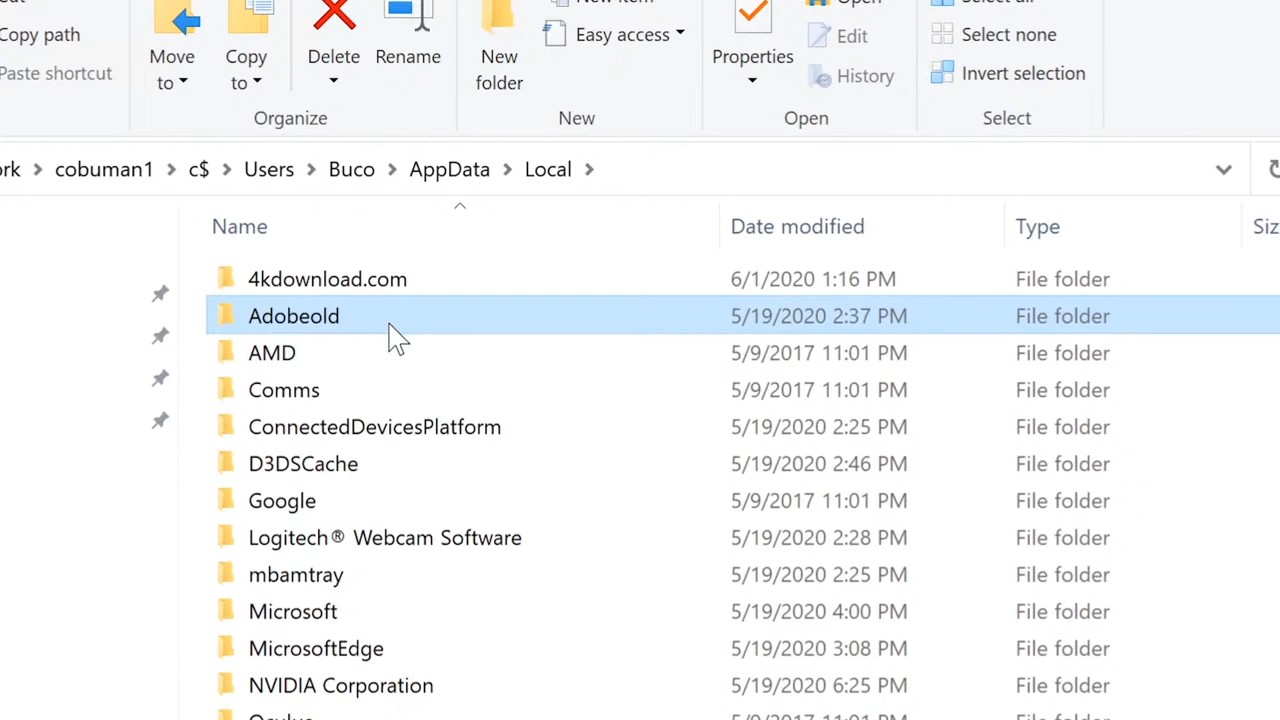 Copy path
Paste shortcut
Move to
Copy to
Delete
Rename
Organize
New folder
New item
Easy access
New
Properties
Open
Edit
History
Open
Select all
Select none
Invert selection
Select
cobuman1 > c$ > Users > Buco > AppData > Local >
Name Date modified Type
4kdownload.com 6/1/2020 1:16 PM File folder
Adobeold 5/19/2020 2:37 PM File folder
AMD 5/9/2017 11:01 PM File folder
Comms 5/9/2017 11:01 PM File folder
ConnectedDevicesPlatform 5/19/2020 2:25 PM File folder
D3DSCache 5/19/2020 2:46 PM File folder
Google 5/9/2017 11:01 PM File folder
Logitech® Webcam Software 5/19/2020 2:28 PM File folder
mbamtray 5/19/2020 2:25 PM File folder
Microsoft 5/19/2020 4:00 PM File folder
MicrosoftEdge 5/19/2020 3:08 PM File folder
NVIDIA Corporation 5/19/2020 6:25 PM File folder